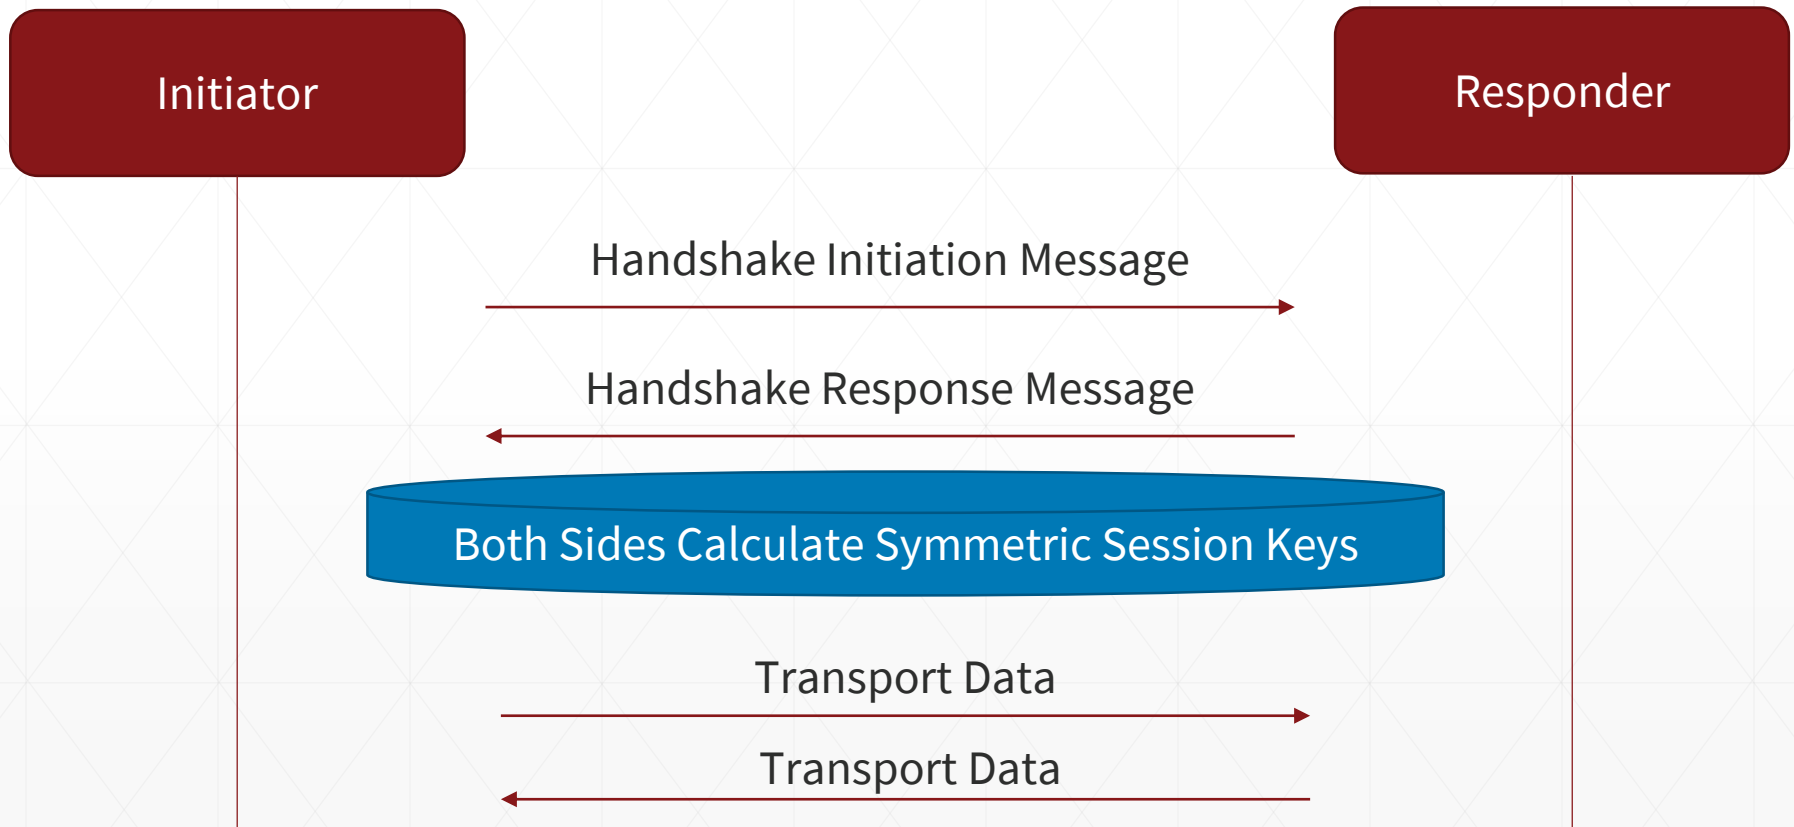 Initiator
Responder
Handshake Initiation Message
Handshake Response Message
Both Sides Calculate Symmetric Session Keys
Transport Data
Transport Data